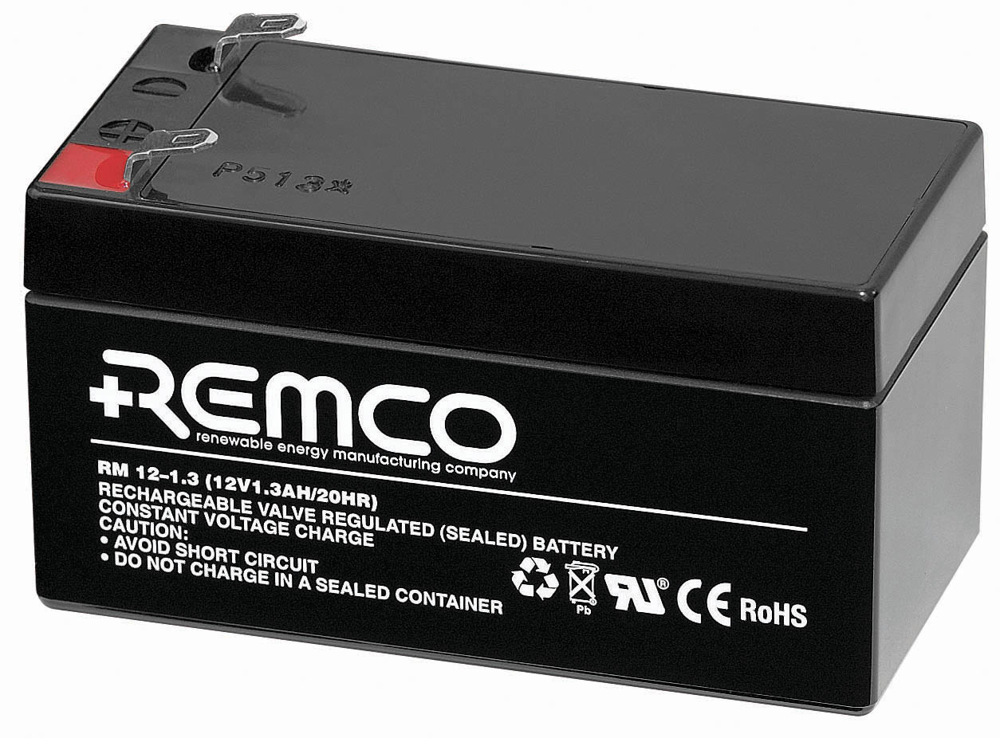 P513*
+REMCO
renewable energy manufacturing company
RM 12-1.3 (12V1.3AH/20HR)
RECHARGEABLE VALVE REGULATED (SEALED) BATTERY
CONSTANT VOLTAGE CHARGE
CAUTION:
• AVOID SHORT CIRCUIT
• DO NOT CHARGE IN A SEALED CONTAINER
Pb
RU® CE RoHS